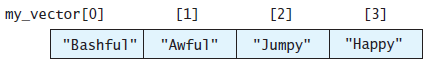 my_vector[0] [1] [2] [3]
"Bashful" "Awful" "Jumpy" "Happy"